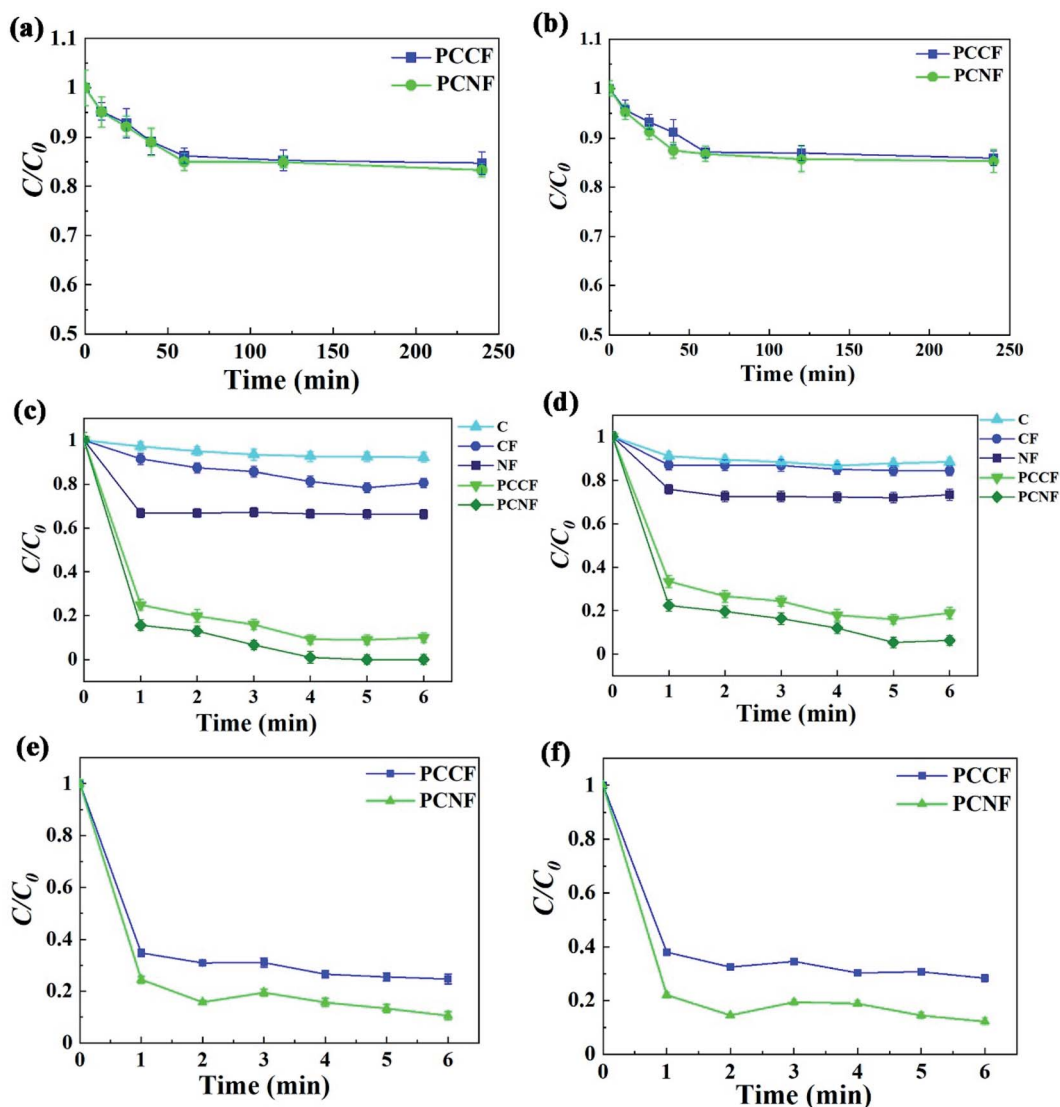 (a)
1.1
1
0.9
0.8
0.7
0.6
0.5
C/C0
PCCF
PCNF
0 50 100 150 200 250
Time (min)
(b)
1.1
1
0.9
0.8
0.7
0.6
0.5
C/C0
PCCF
PCNF
0 50 100 150 200 250
Time (min)
(c)
1
0.8
0.6
0.4
0.2
0
C/C0
C
CF
NF
PCCF
PCNF
0 1 2 3 4 5 6
Time (min)
(d)
1
0.8
0.6
0.4
0.2
0
C/C0
C
CF
NF
PCCF
PCNF
0 1 2 3 4 5 6
Time (min)
(e)
1
0.8
0.6
0.4
0.2
0
C/C0
PCCF
PCNF
0 1 2 3 4 5 6
Time (min)
(f)
1
0.8
0.6
0.4
0.2
0
C/C0
PCCF
PCNF
0 1 2 3 4 5 6
Time (min)